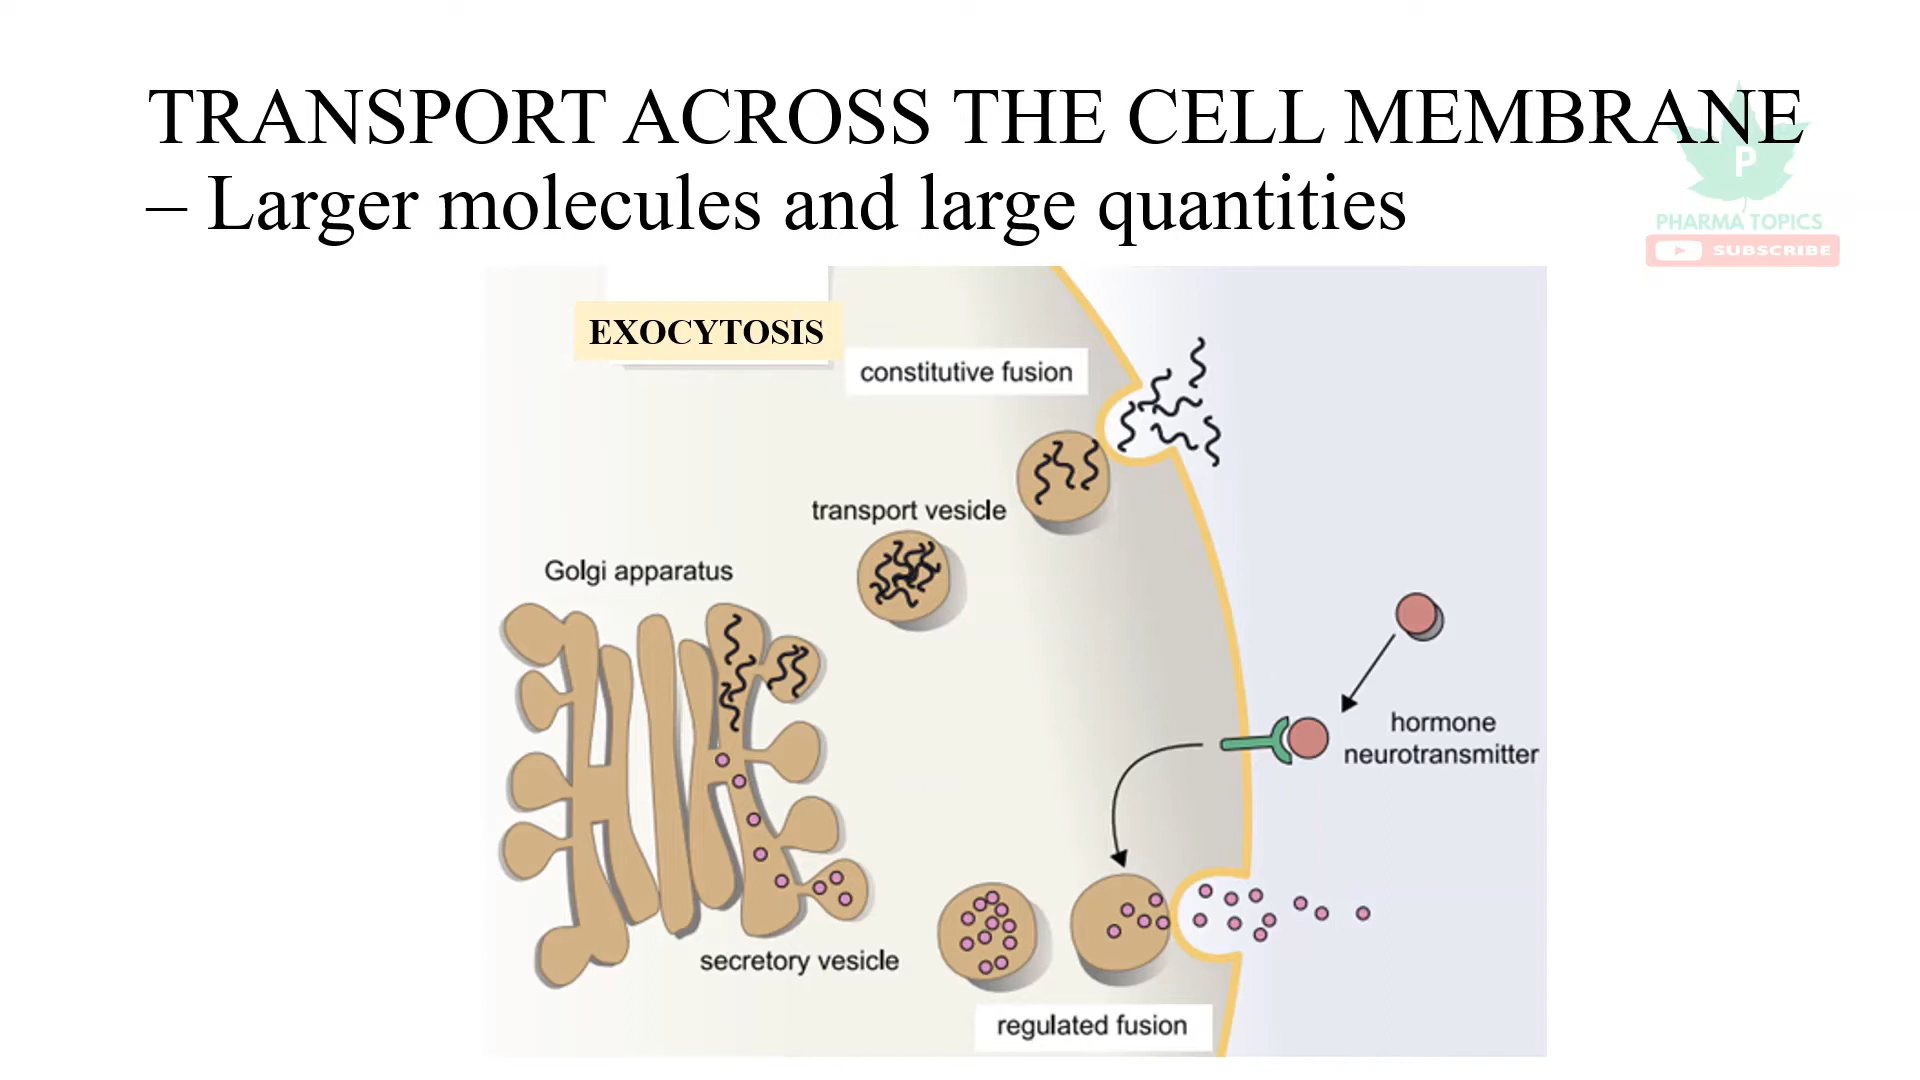 TRANSPORT ACROSS THE CELL MEMBRANE
– Larger molecules and large quantities
P
PHARMA TOPICS
SUBSCRIBE
EXOCYTOSIS
constitutive fusion
transport vesicle
Golgi apparatus
hormone
neurotransmitter
secretory vesicle
regulated fusion